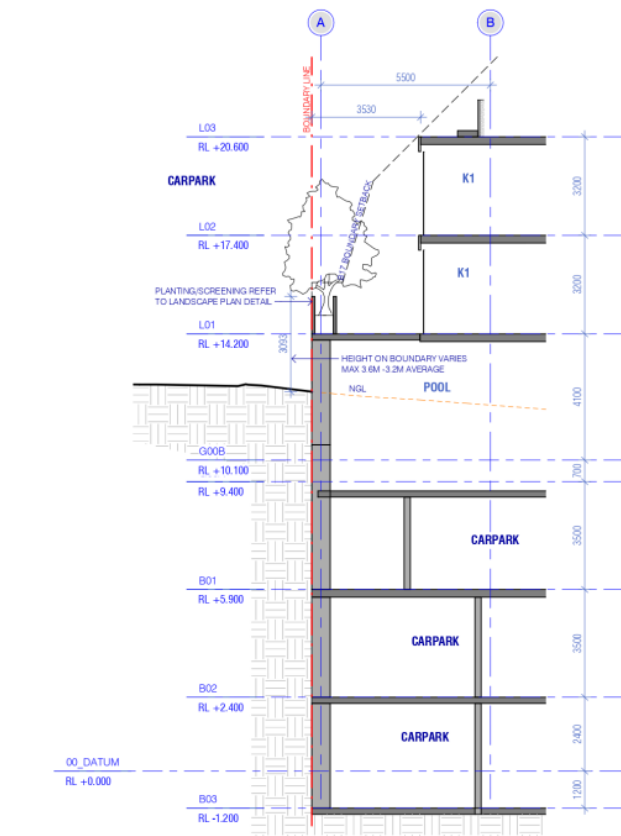 A
B
BOUNDARY LINE
5500
3530
L03
RL +20.600
CARPARK
K1
3200
B17 BOUNDARY SETBACK
L02
RL +17.400
K1
3200
PLANTING/SCREENING REFER
TO LANDSCAPE PLAN DETAIL
L01
RL +14.200
3093
HEIGHT ON BOUNDARY VARIES
MAX 3.6M -3.2M AVERAGE
NGL
POOL
4100
G00B
RL +10.100
700
RL +9.400
CARPARK
3500
B01
RL +5.900
CARPARK
3500
B02
RL +2.400
CARPARK
2400
00_DATUM
RL +0.000
1200
B03
RL -1.200